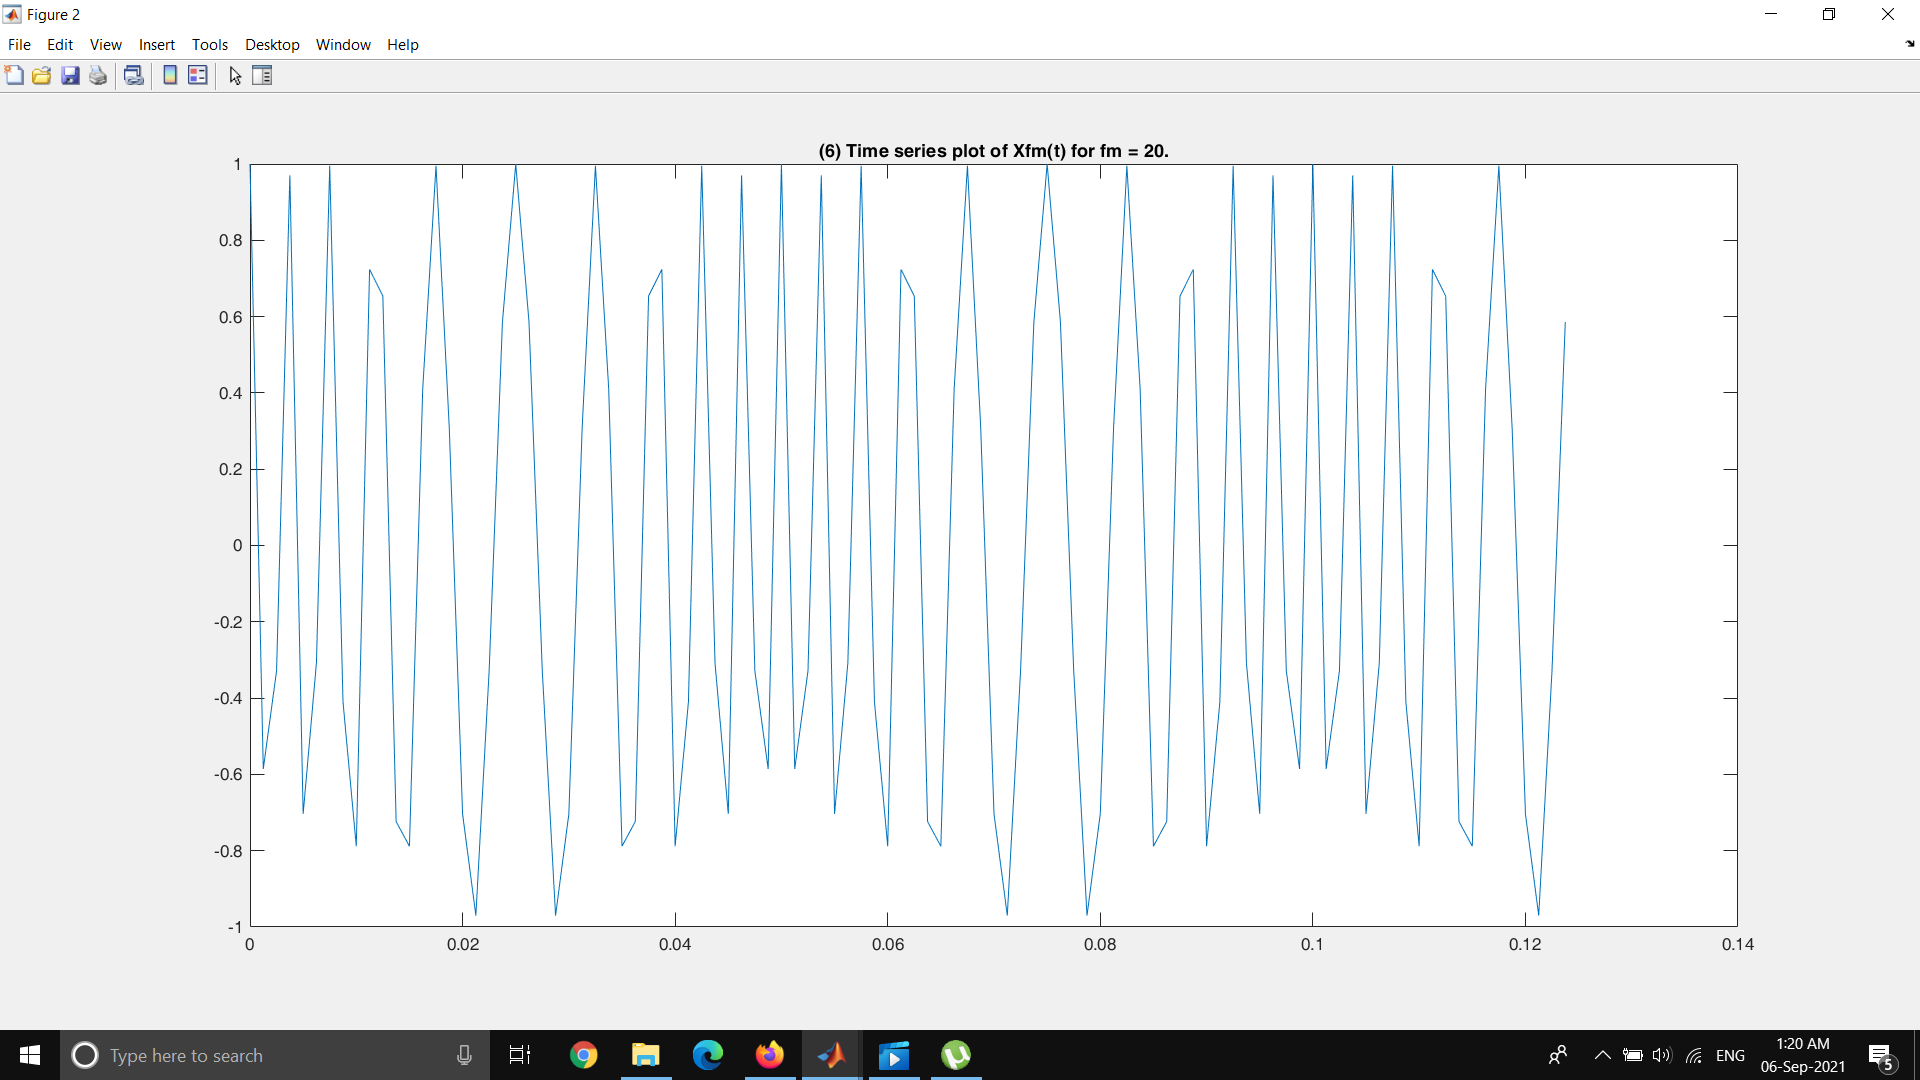 Figure 2
File Edit View Insert Tools Desktop Window Help
(6) Time series plot of Xfm(t) for fm = 20.
1
0.8
0.6
0.4
0.2
0
-0.2
-0.4
-0.6
-0.8
-1
0 0.02 0.04 0.06 0.08 0.1 0.12 0.14
Type here to search
ENG
1:20 AM
06-Sep-2021
5